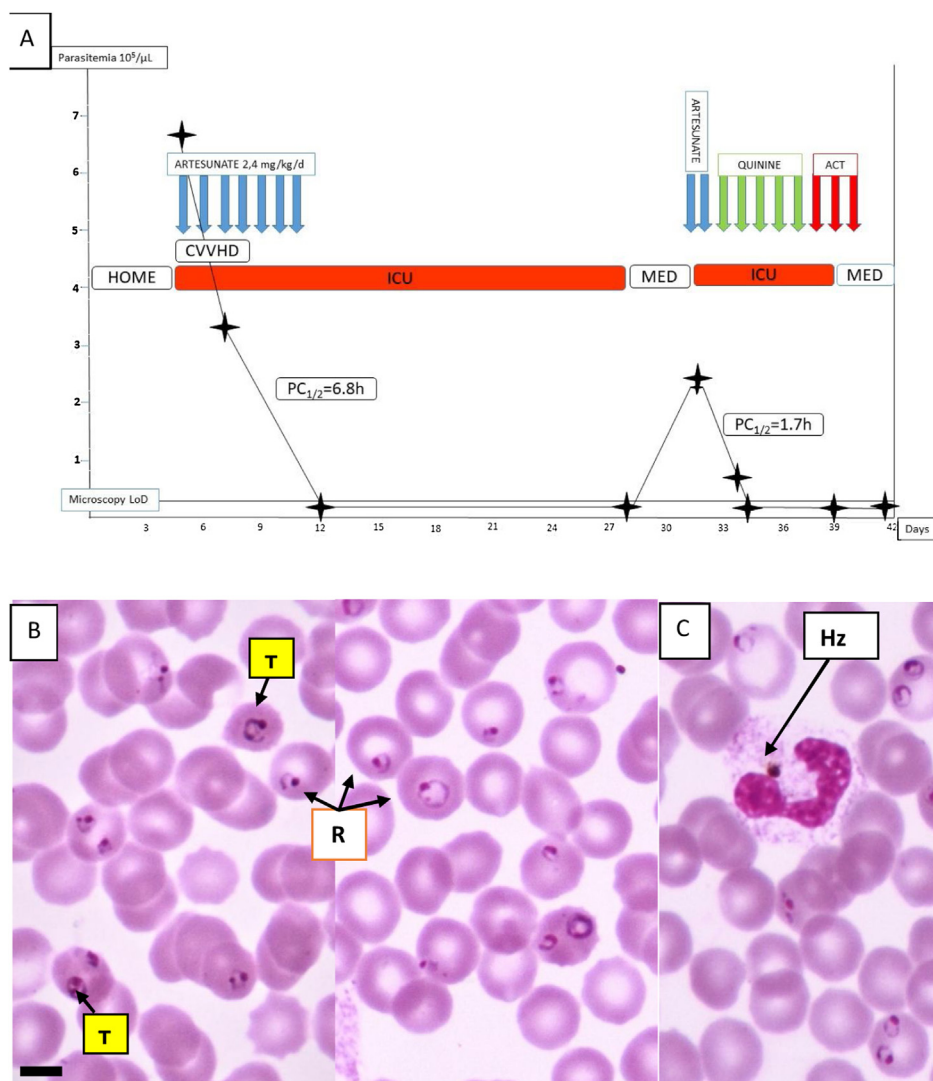 A
Parasitemia 10⁵/µL
7
6
5
4
3
2
1
ARTESUNATE 2,4 mg/kg/d
ARTESUNATE
QUININE
ACT
CVVHD
HOME
ICU
MED
ICU
MED
PC₁/₂=6.8h
PC₁/₂=1.7h
Microscopy LoD
3 6 9 12 15 18 21 24 27 30 33 36 39 42 Days
B
T
R
T
C
Hz